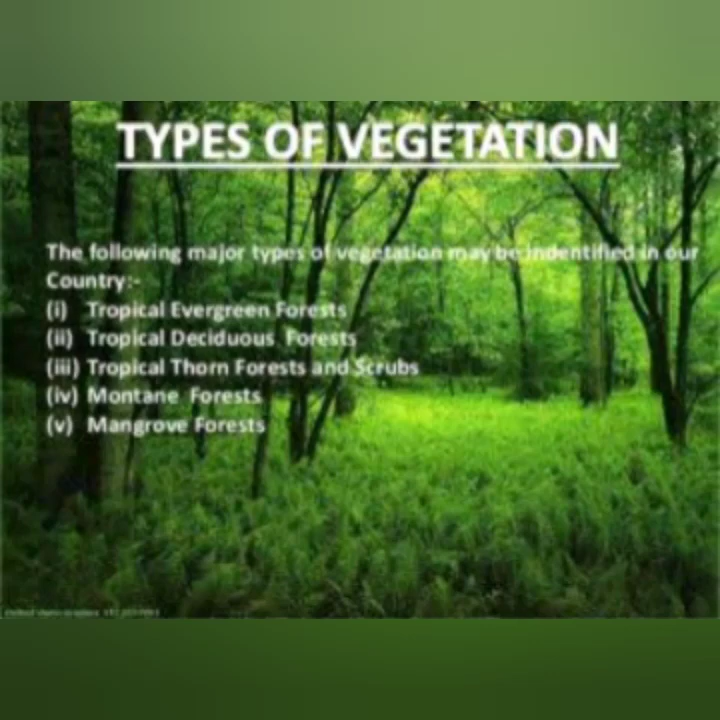 TYPES OF VEGETATION
The following major types of vegetation may be indentified in our
Country:-
(i) Tropical Evergreen Forests
(ii) Tropical Deciduous Forests
(iii) Tropical Thorn Forests and Scrubs
(iv) Montane Forests
(v) Mangrove Forests